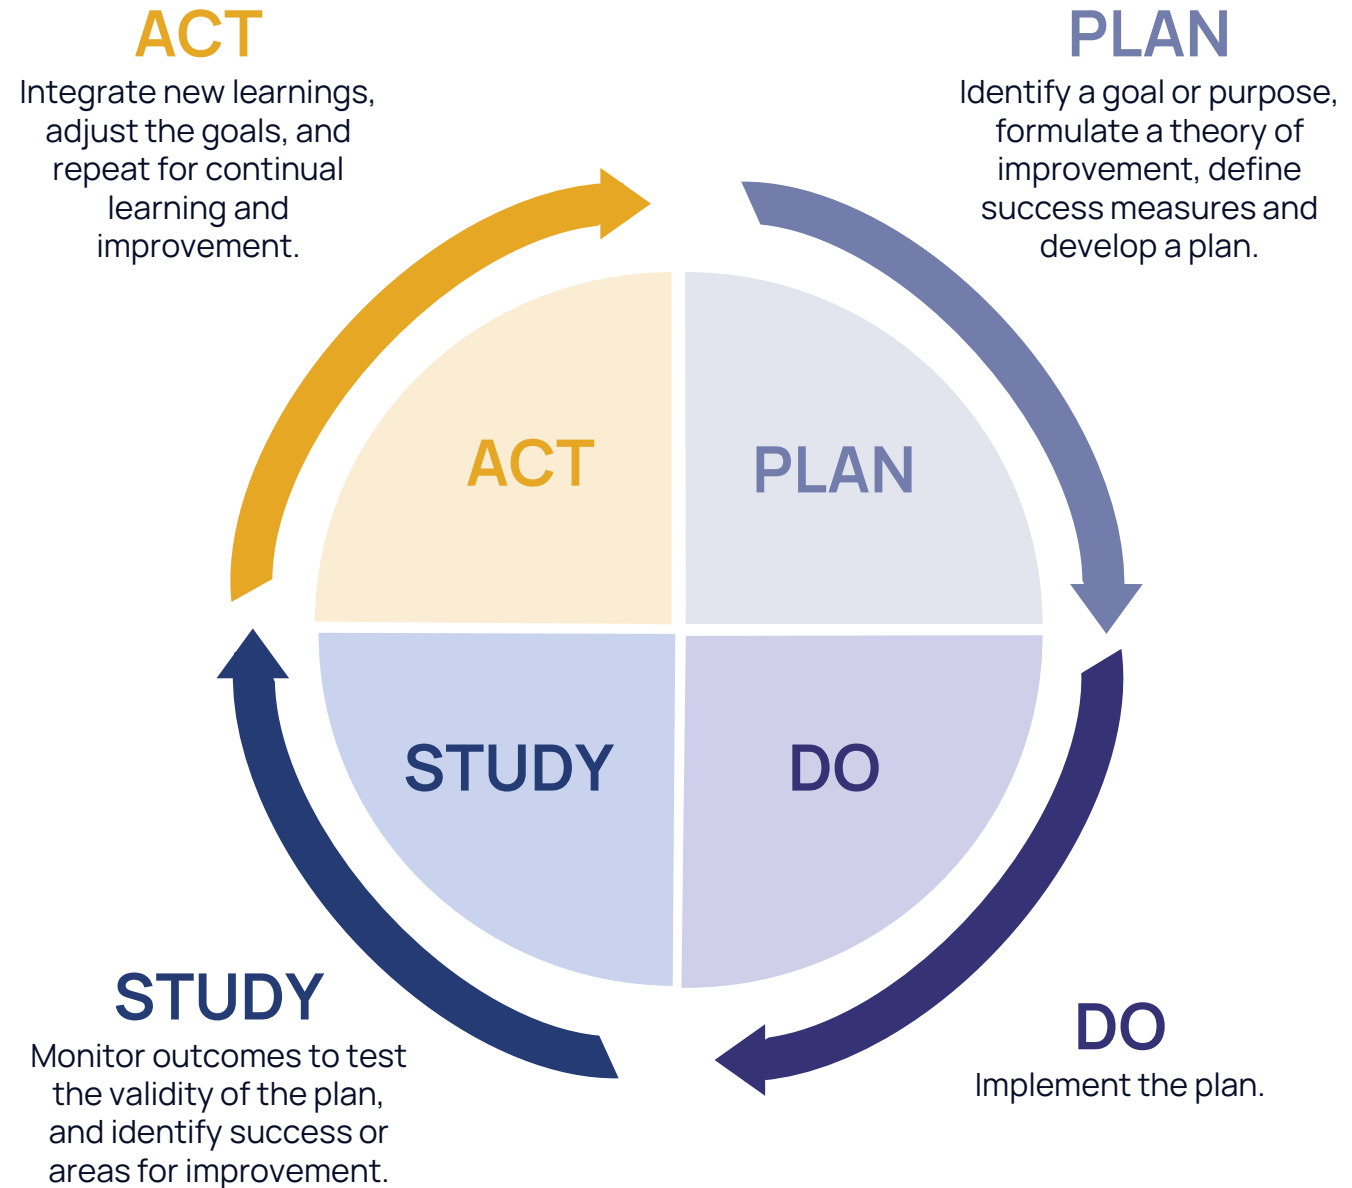 ACT
Integrate new learnings,
adjust the goals, and
repeat for continual
learning and
improvement.
PLAN
Identify a goal or purpose,
formulate a theory of
improvement, define
success measures and
develop a plan.
ACT
PLAN
STUDY
DO
STUDY
Monitor outcomes to test
the validity of the plan,
and identify success or
areas for improvement.
DO
Implement the plan.